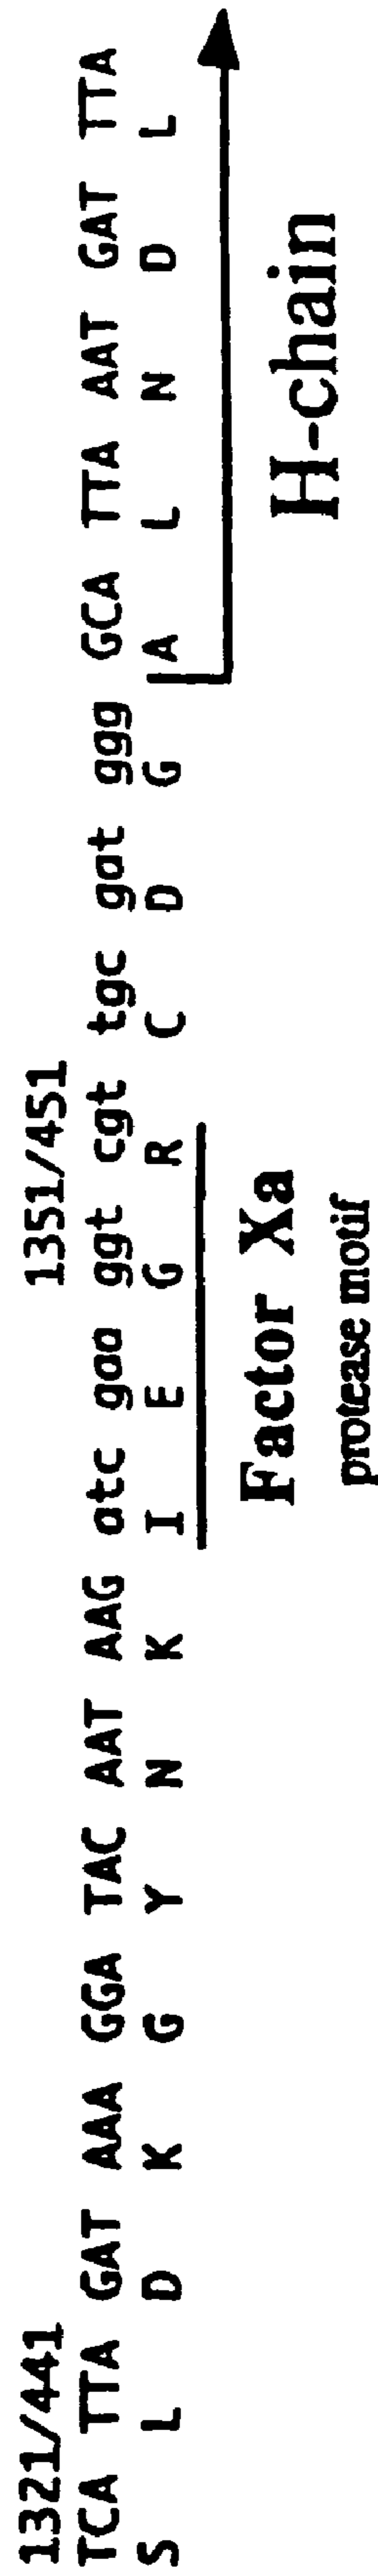 1321/441 1351/451
TCA TTA GAT AAA GGA TAC AAT AAG atc gaa ggt cgt tgc gat ggg GCA TTA AAT GAT TTA
S L D K G Y N K I E G R C D G A L N D L
Factor Xa H-chain
protease motif